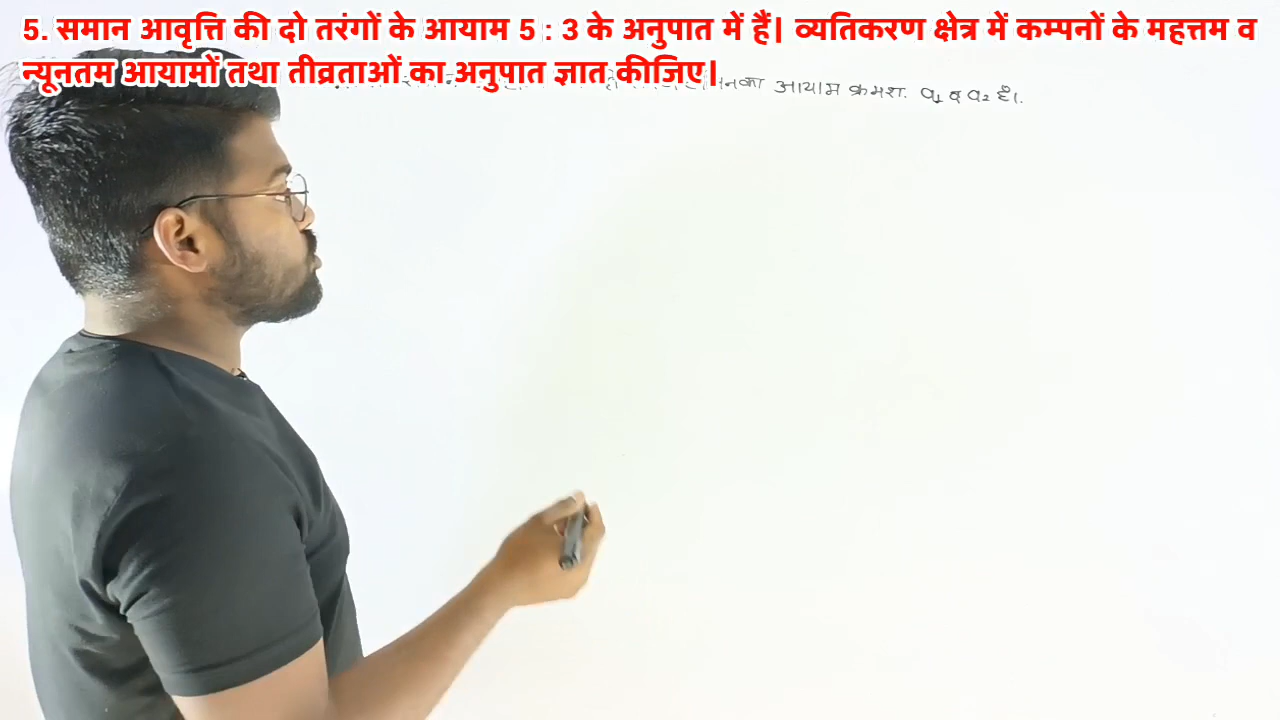 5. समान आवृत्ति की दो तरंगों के आयाम 5 : 3 के अनुपात में हैं| व्यतिकरण क्षेत्र में कम्पनों के महत्तम व
न्यूनतम आयामों तथा तीव्रताओं का अनुपात ज्ञात कीजिए|
आयाम क्रमश. a₁ व a₂ है।.